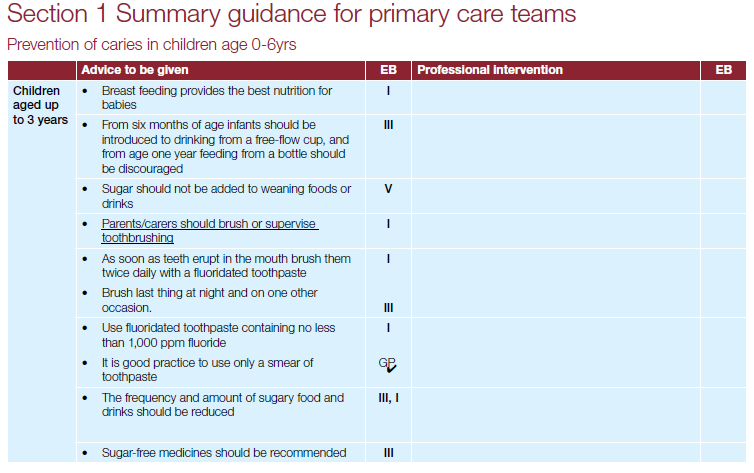 Section 1 Summary guidance for primary care teams
Prevention of caries in children age 0-6yrs
Advice to be given EB Professional intervention EB
Children aged up to 3 years
• Breast feeding provides the best nutrition for
babies
I
• From six months of age infants should be
introduced to drinking from a free-flow cup, and
from age one year feeding from a bottle should
be discouraged
III
• Sugar should not be added to weaning foods or
drinks
V
• Parents/carers should brush or supervise
toothbrushing
I
• As soon as teeth erupt in the mouth brush them
twice daily with a fluoridated toothpaste
I
• Brush last thing at night and on one other
occasion.
III
• Use fluoridated toothpaste containing no less
than 1,000 ppm fluoride
I
• It is good practice to use only a smear of
toothpaste
GP✓
• The frequency and amount of sugary food and
drinks should be reduced
III, I
• Sugar-free medicines should be recommended
III